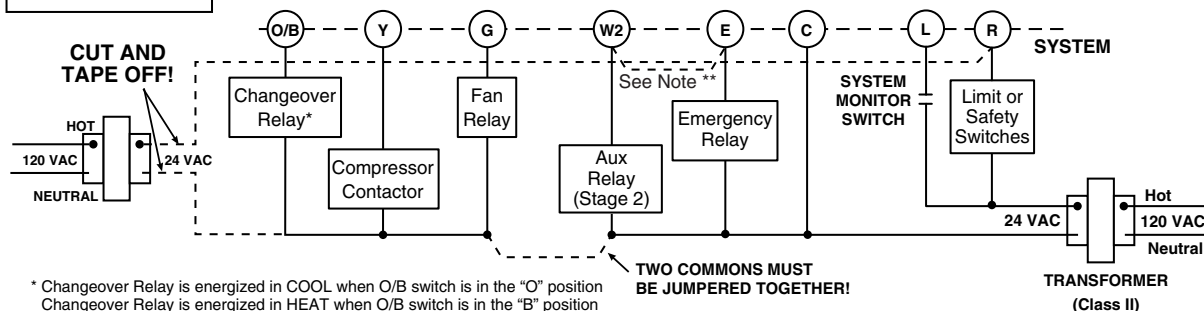 O/B Y G W2 E C L R
SYSTEM
CUT AND
TAPE OFF!
See Note **
SYSTEM
MONITOR
SWITCH
Changeover
Relay*
Fan
Relay
Emergency
Relay
Limit or
Safety
Switches
HOT
120 VAC
24 VAC
NEUTRAL
Compressor
Contactor
Aux
Relay
(Stage 2)
Hot
24 VAC
120 VAC
Neutral
TWO COMMONS MUST
BE JUMPERED TOGETHER!
TRANSFORMER
(Class II)
* Changeover Relay is energized in COOL when O/B switch is in the “O” position
Changeover Relay is energized in HEAT when O/B switch is in the “B” position